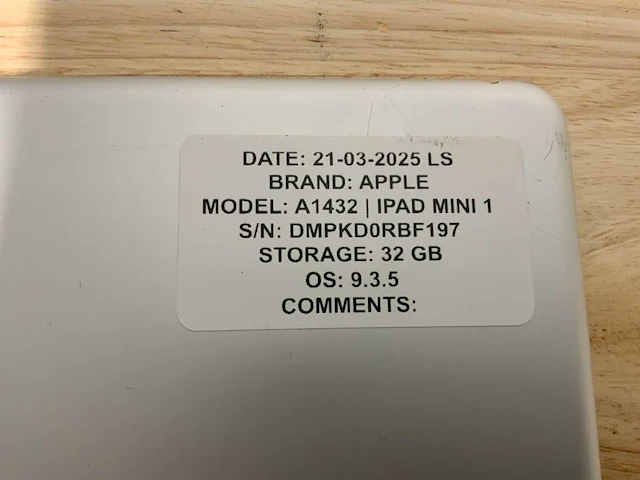 DATE: 21-03-2025 LS
BRAND: APPLE
MODEL: A1432 | IPAD MINI 1
S/N: DMPKD0RBF197
STORAGE: 32 GB
OS: 9.3.5
COMMENTS: